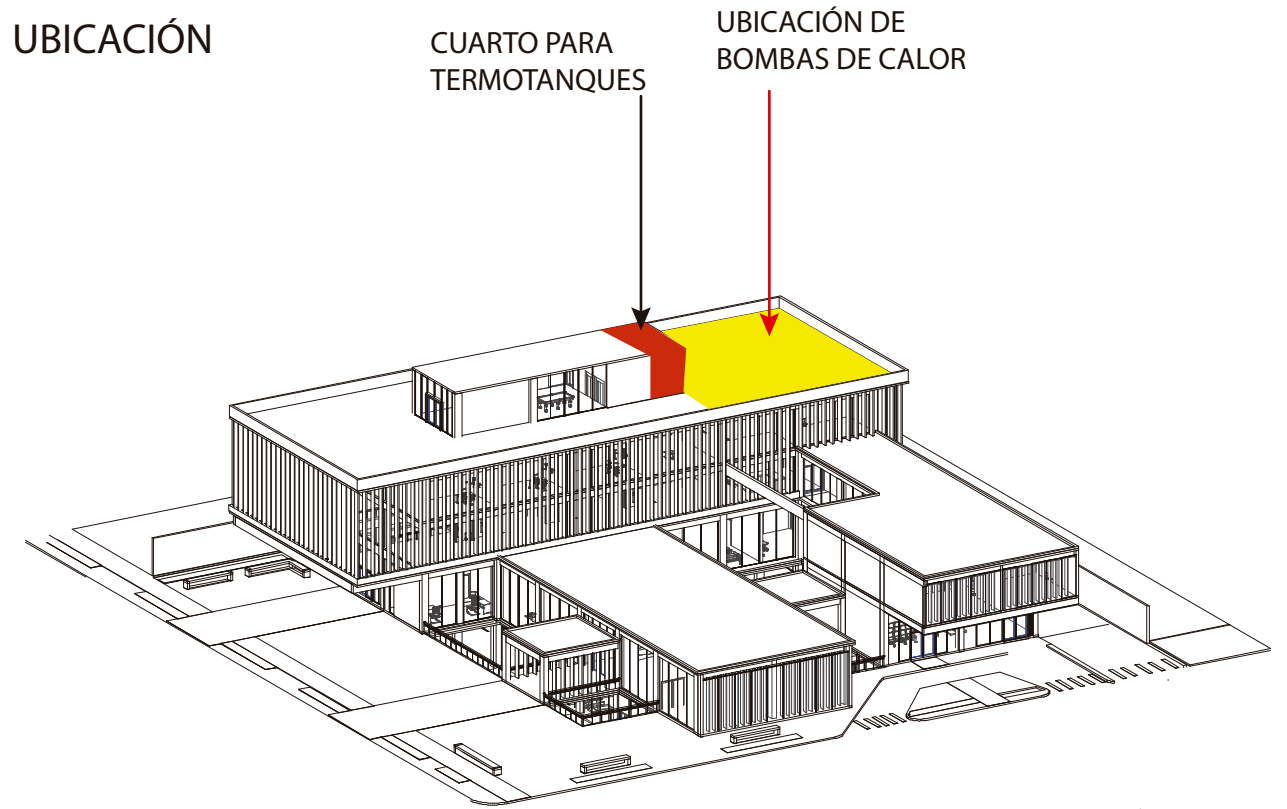 UBICACIÓN
CUARTO PARA
TERMOTANQUES
UBICACIÓN DE
BOMBAS DE CALOR